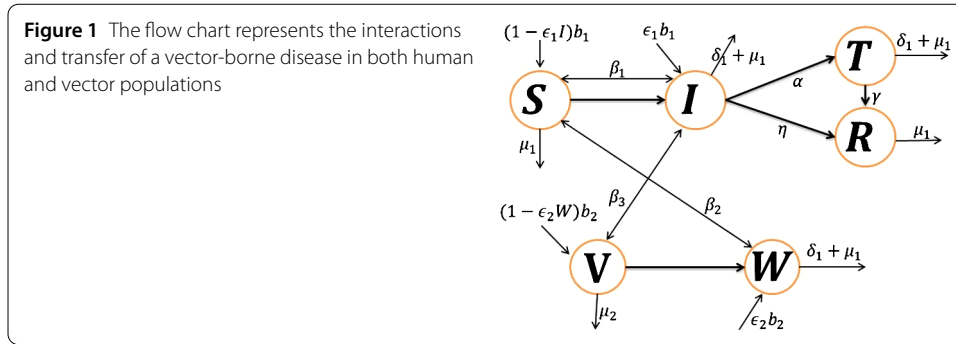 Figure 1 The flow chart represents the interactions
and transfer of a vector-borne disease in both human
and vector populations
(1- ϵ₁I)b₁
ϵ₁b₁
δ₁ + μ₁
T
δ₁ + μ₁
β₁
S
I
α
γ
η
R
μ₁
μ₁
β₃
β₂
(1- ϵ₂W)b₂
V
W
δ₁ + μ₁
μ₂
ϵ₂b₂